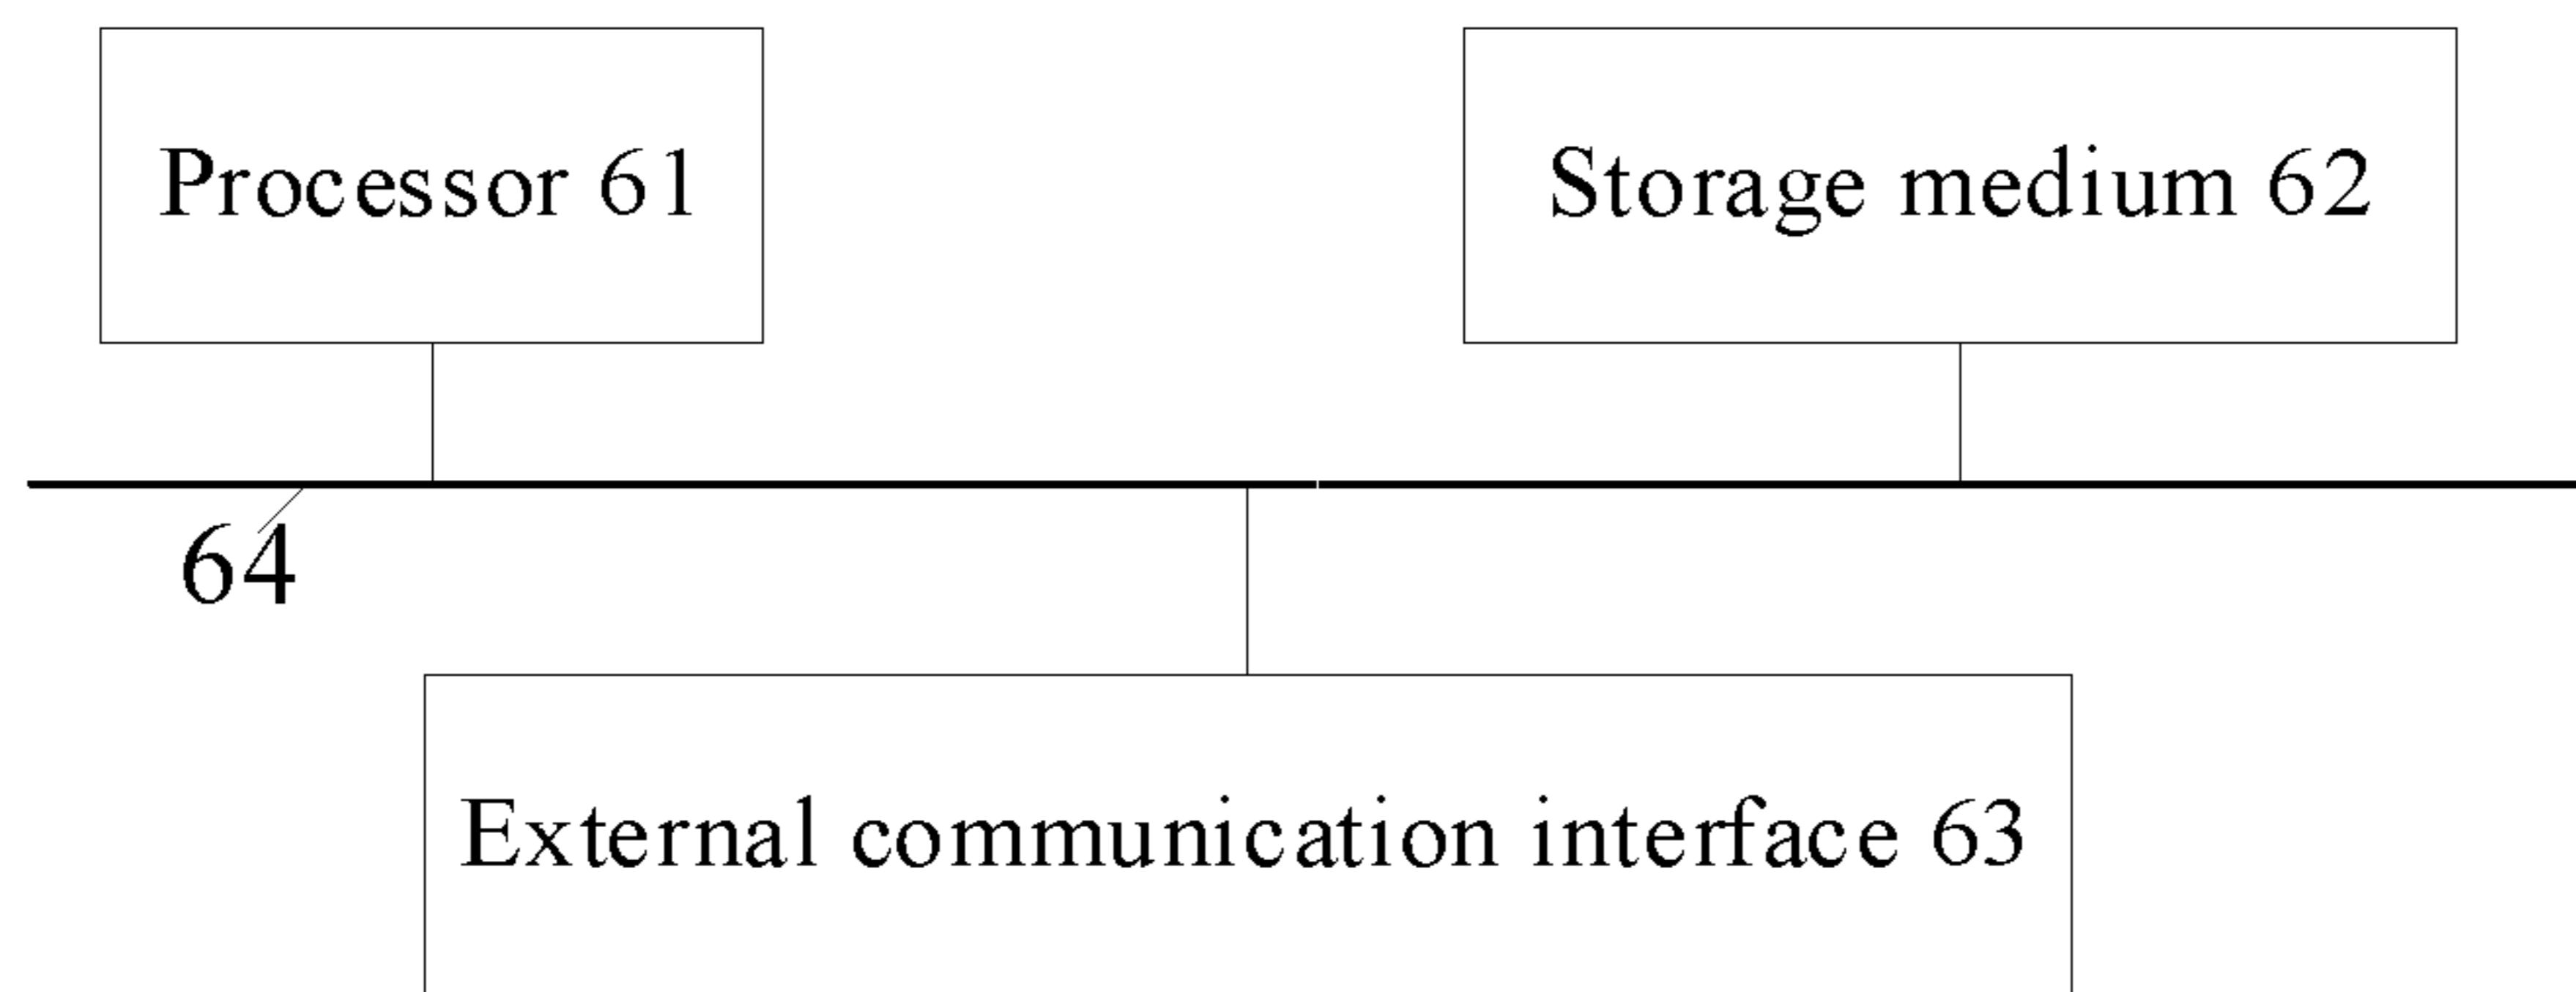 Processor 61
Storage medium 62
64
External communication interface 63